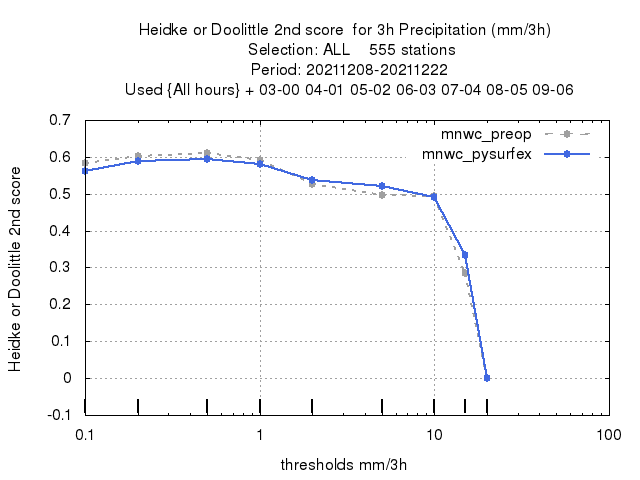 Heidke or Doolittle 2nd score  for 3h Precipitation (mm/3h)
Selection: ALL    555 stations
Period: 20211208-20211222
Used {All hours} + 03-00 04-01 05-02 06-03 07-04 08-05 09-06
mnwc_preop
mnwc_pysurfex
Heidke or Doolittle 2nd score
0.7
0.6
0.5
0.4
0.3
0.2
0.1
0
-0.1
0.1 1 10 100
thresholds mm/3h